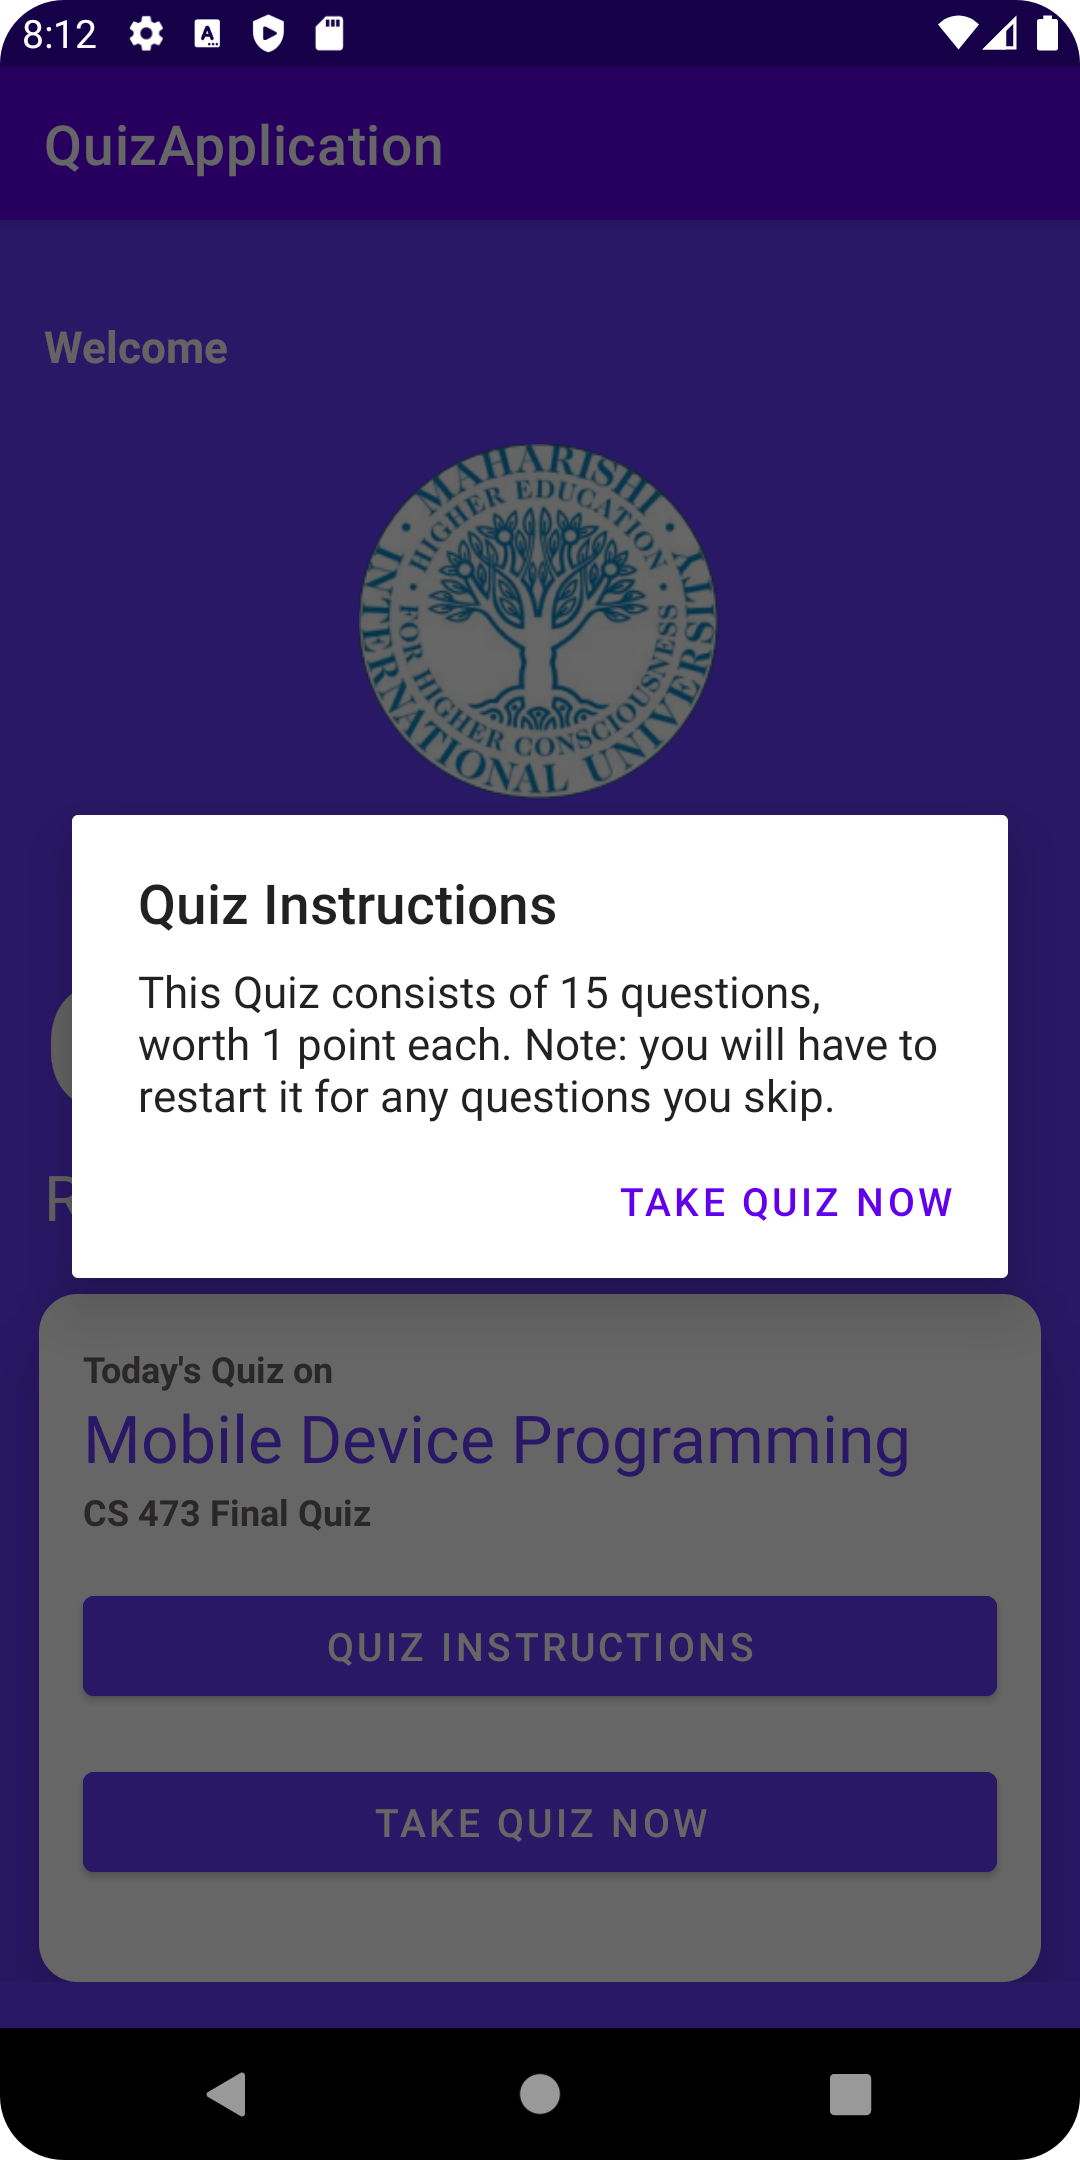 8:12
QuizApplication
Welcome
MAHARISHI INTERNATIONAL UNIVERSITY
HIGHER EDUCATION
FOR HIGHER CONSCIOUSNESS
Quiz Instructions
This Quiz consists of 15 questions,
worth 1 point each. Note: you will have to
restart it for any questions you skip.
TAKE QUIZ NOW
R
Today's Quiz on
Mobile Device Programming
CS 473 Final Quiz
QUIZ INSTRUCTIONS
TAKE QUIZ NOW